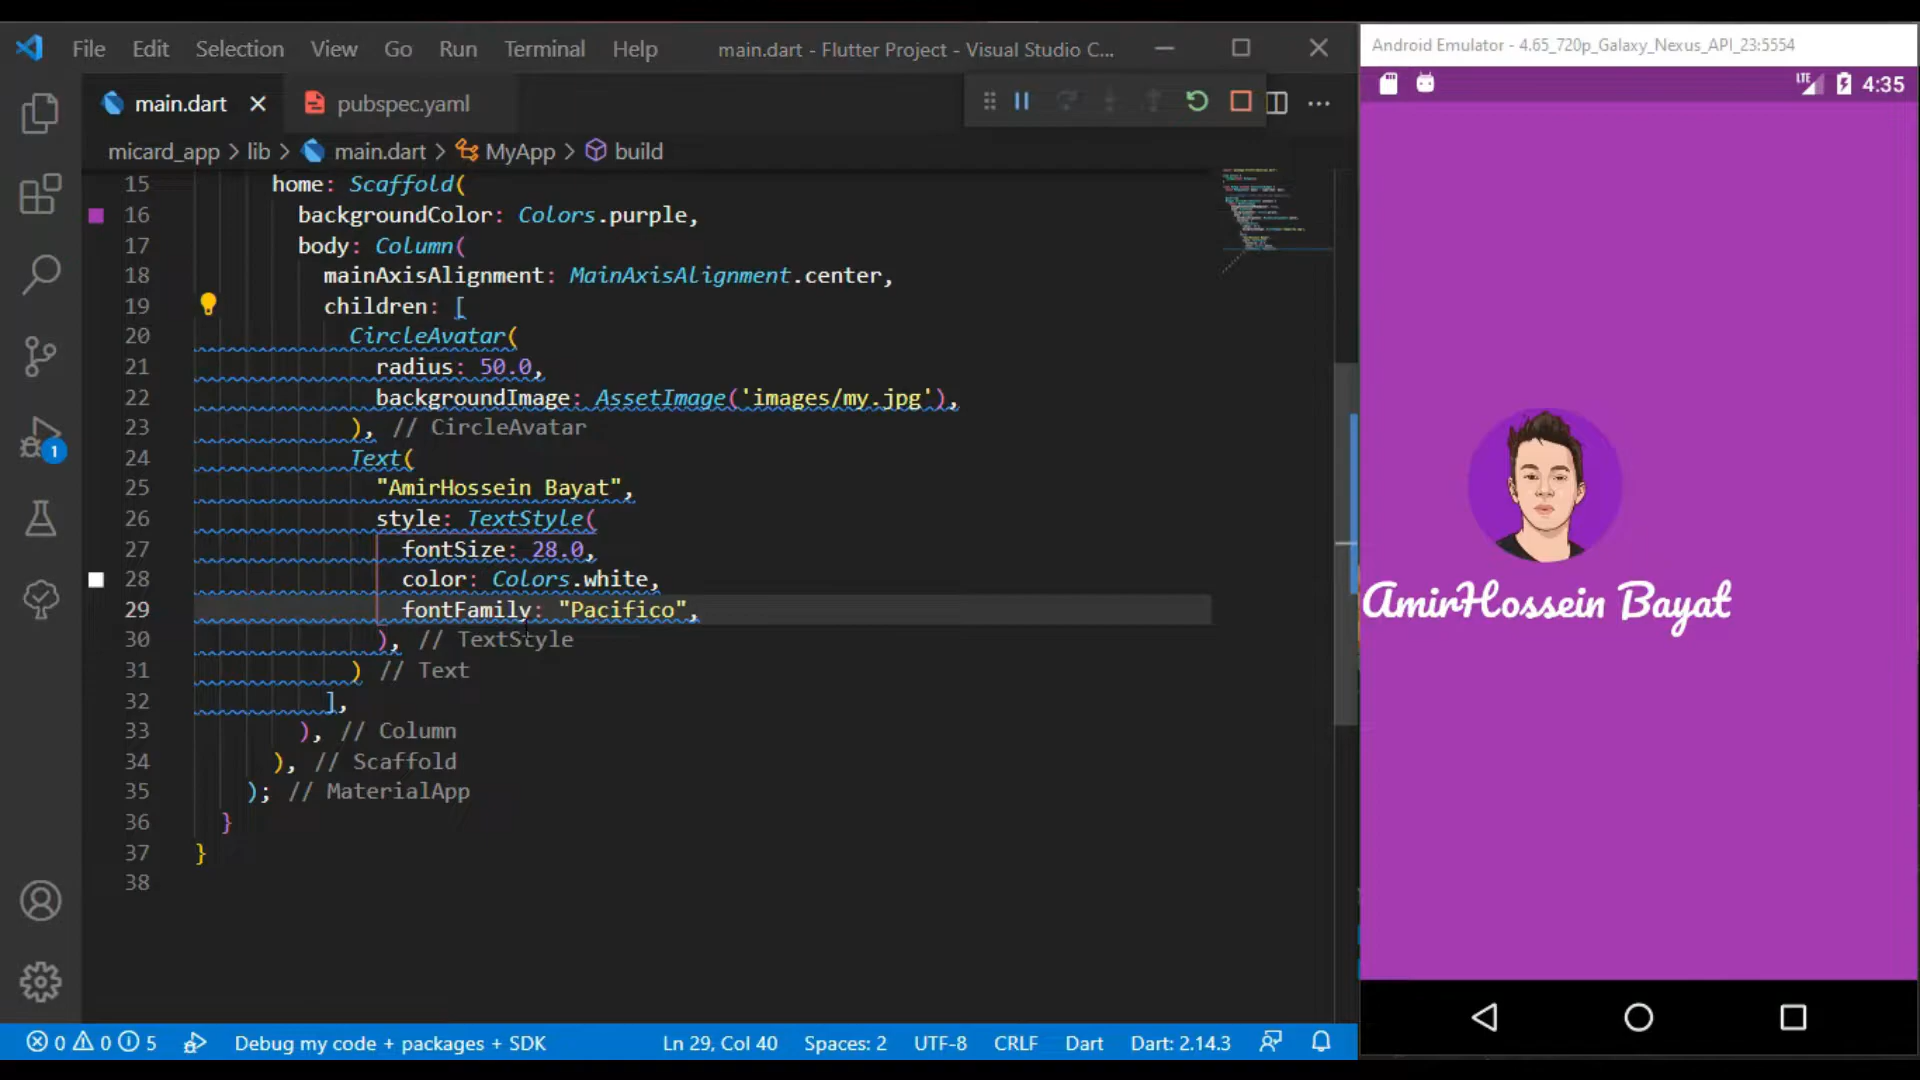 File Edit Selection View Go Run Terminal Help main.dart - Flutter Project - Visual Studio C...
main.dart pubspec.yaml
micard_app > lib > main.dart > MyApp > build
15 home: Scaffold(
16 backgroundColor: Colors.purple,
17 body: Column(
18 mainAxisAlignment: MainAxisAlignment.center,
19 children: [
20 CircleAvatar(
21 radius: 50.0,
22 backgroundImage: AssetImage('images/my.jpg'),
23 ), // CircleAvatar
24 Text(
25 "AmirHossein Bayat",
26 style: TextStyle(
27 fontSize: 28.0,
28 color: Colors.white,
29 fontFamily: "Pacifico",
30 ), // TextStyle
31 ) // Text
32 ],
33 ), // Column
34 ), // Scaffold
35 ); // MaterialApp
36 }
37 }
38
1
0 0 5 Debug my code + packages + SDK Ln 29, Col 40 Spaces: 2 UTF-8 CRLF Dart Dart: 2.14.3
Android Emulator - 4.65_720p_Galaxy_Nexus_API_23:5554
LTE 4:35
AmirHossein Bayat